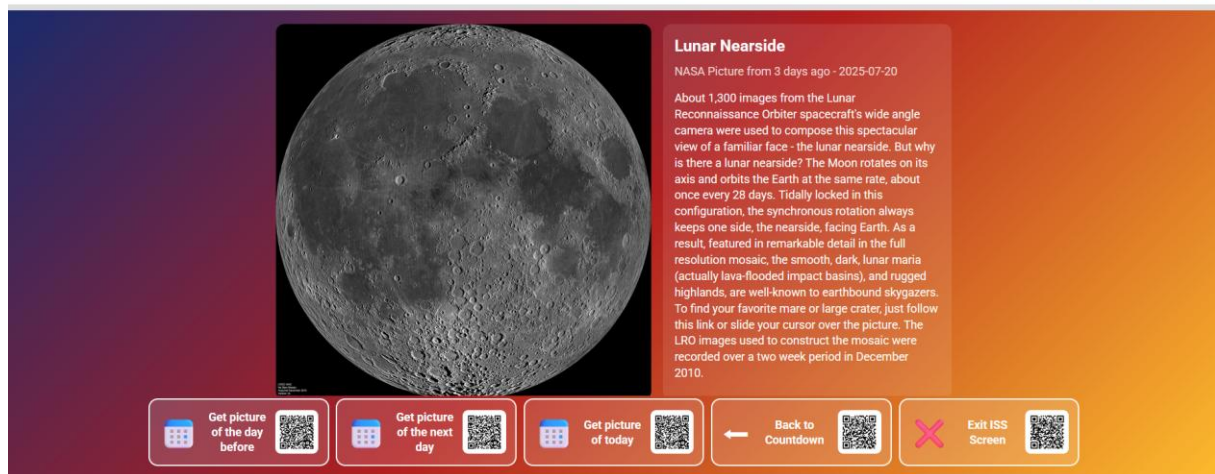 Lunar Nearside
NASA Picture from 3 days ago - 2025-07-20
About 1,300 images from the Lunar
Reconnaissance Orbiter spacecraft's wide angle
camera were used to compose this spectacular
view of a familiar face - the lunar nearside. But why
is there a lunar nearside? The Moon rotates on its
axis and orbits the Earth at the same rate, about
once every 28 days. Tidally locked in this
configuration, the synchronous rotation always
keeps one side, the nearside, facing Earth. As a
result, featured in remarkable detail in the full
resolution mosaic, the smooth, dark, lunar maria
(actually lava-flooded impact basins), and rugged
highlands, are well-known to earthbound skygazers.
To find your favorite mare or large crater, just follow
this link or slide your cursor over the picture. The
LRO images used to construct the mosaic were
recorded over a two week period in December
2010.
Get picture
of the day
before
Get picture
of the next
day
Get picture
of today
Back to
Countdown
Exit ISS
Screen